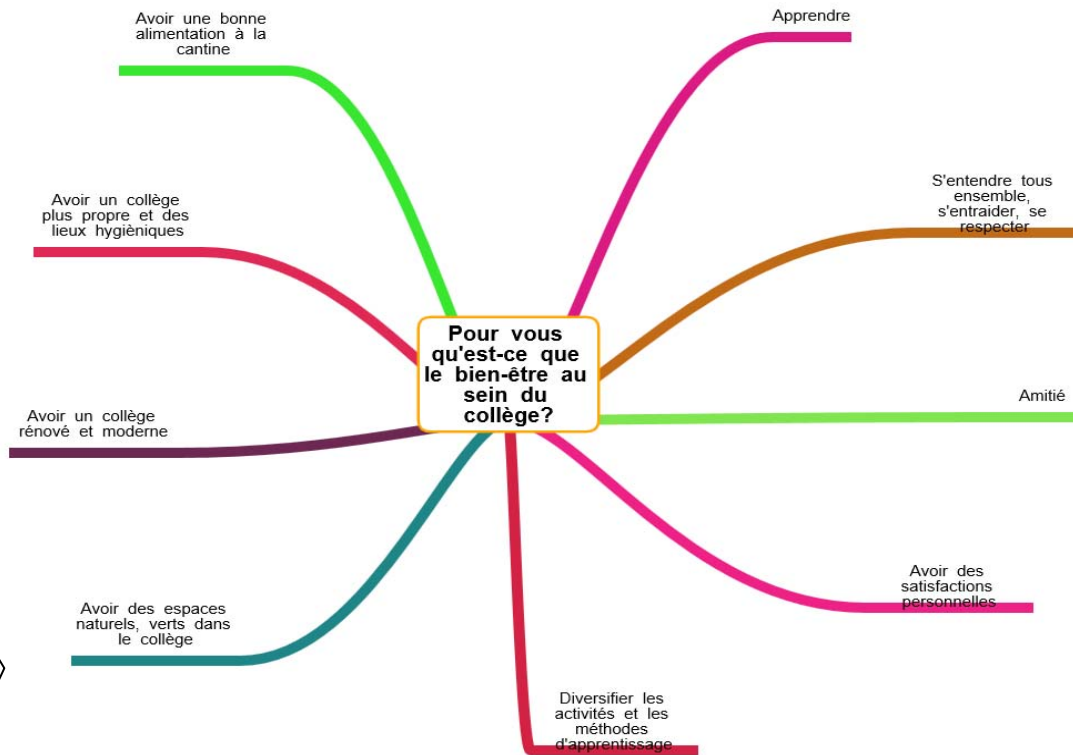 Avoir une bonne
alimentation à la
cantine
Apprendre
Avoir un collège
plus propre et des
lieux hygièniques
S'entendre tous
ensemble,
s'entraider, se
respecter
Pour vous
qu'est-ce que
le bien-être au
sein du
collège?
Amitié
Avoir un collège
rénové et moderne
Avoir des
satisfactions
personnelles
Avoir des espaces
naturels, verts dans
le collège
Diversifier les
activités et les
méthodes
d'apprentissage